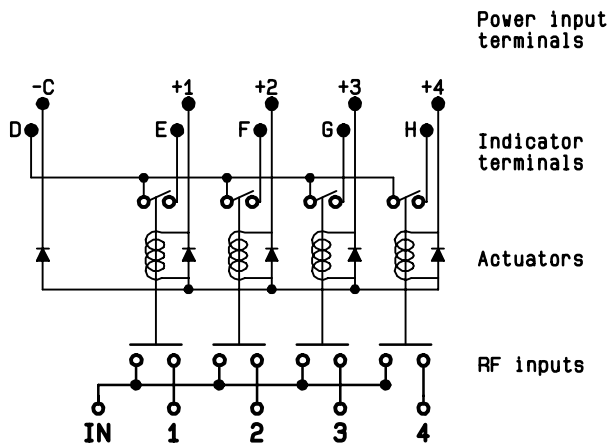 Power input
terminals
-C +1 +2 +3 +4
D E F G H
Indicator
terminals
Actuators
RF inputs
IN 1 2 3 4